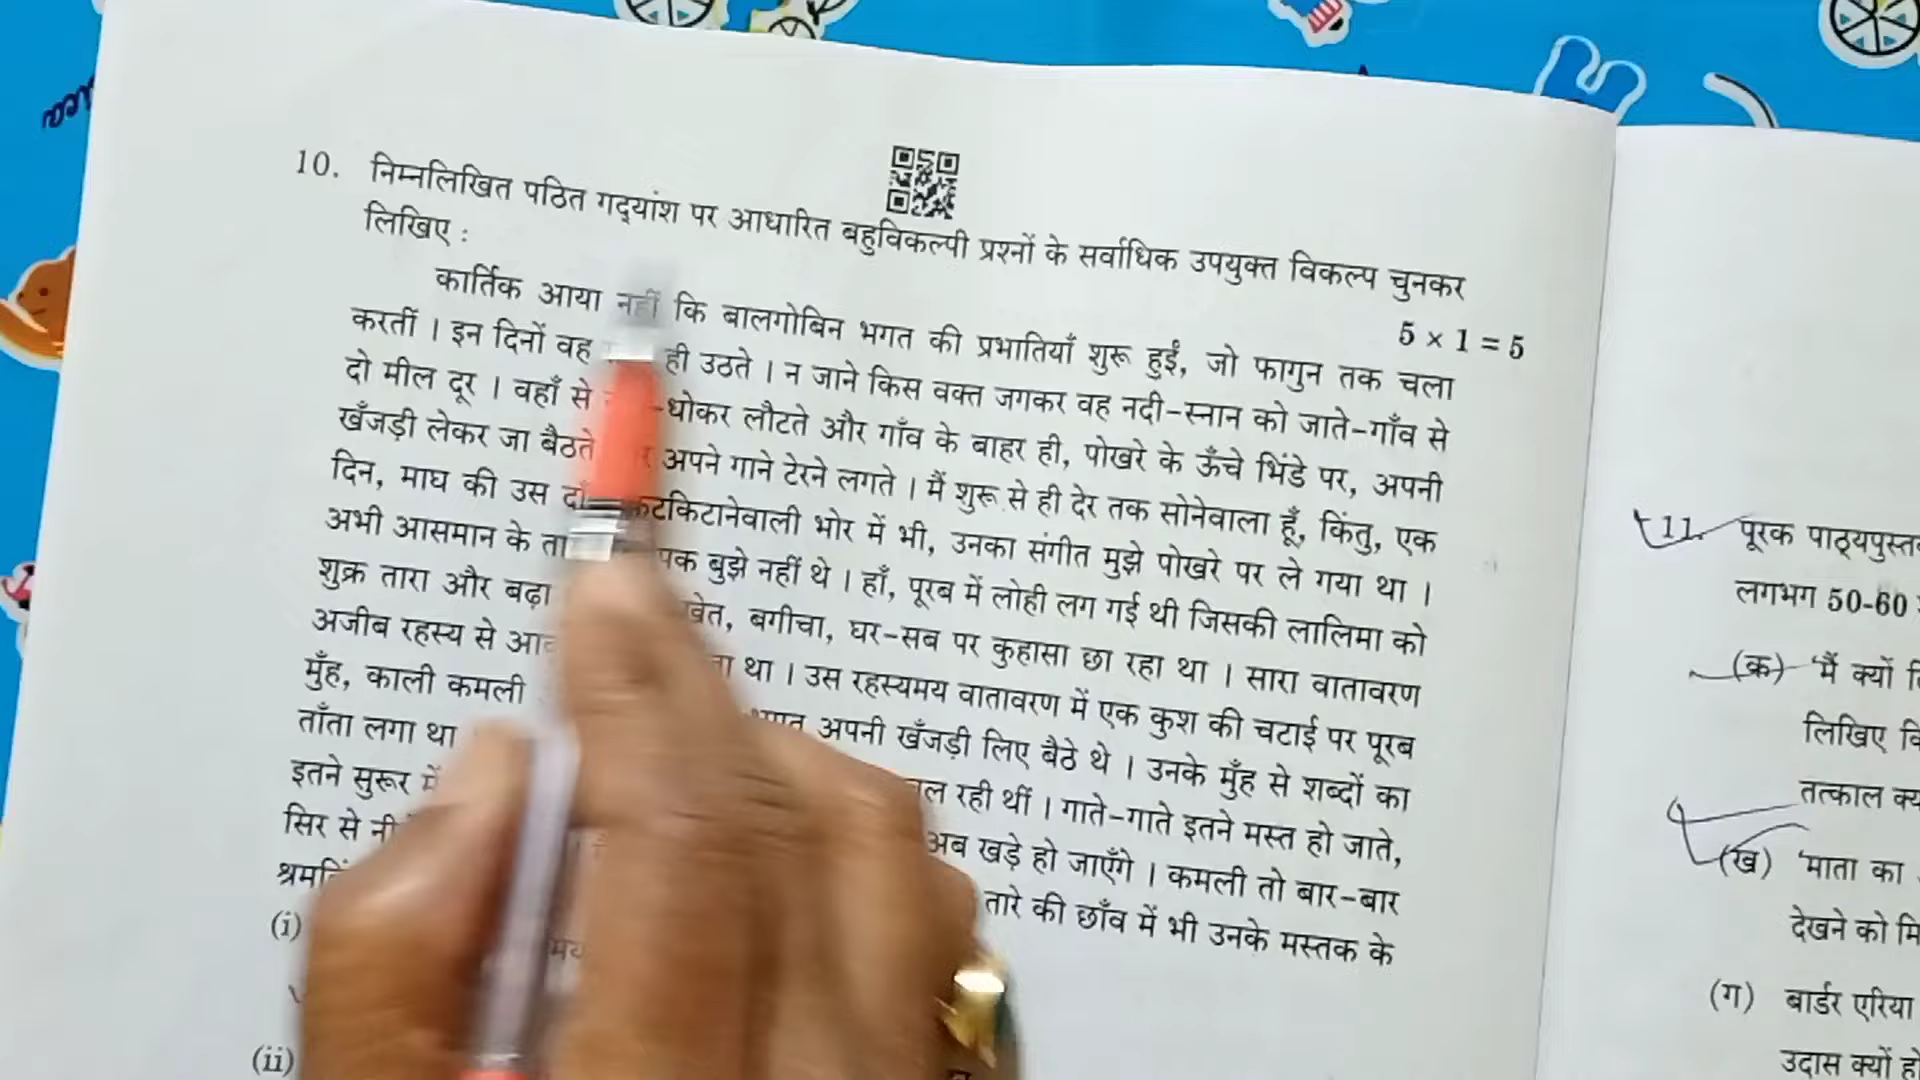 10. निम्नलिखित पठित गद्‌यांश पर आधारित बहुविकल्पी प्रश्नों के सर्वाधिक उपयुक्त विकल्प चुनकर
लिखिए :
5 × 1 = 5
कार्तिक आया नहीं कि बालगोबिन भगत की प्रभातियाँ शुरू हुईं, जो फागुन तक चला
करतीं । इन दिनों वह ही उठते । न जाने किस वक्त जगकर वह नदी-स्नान को जाते-गाँव से
दो मील दूर । वहाँ से -धोकर लौटते और गाँव के बाहर ही, पोखरे के ऊँचे भिंडे पर, अपनी
खँजड़ी लेकर जा बैठते अपने गाने टेरने लगते । मैं शुरू से ही देर तक सोनेवाला हूँ, किंतु, एक
दिन, माघ की उस भोर में भी, उनका संगीत मुझे पोखरे पर ले गया था ।
अभी आसमान के बुझे नहीं थे । हाँ, पूरब में लोही लग गई थी जिसकी लालिमा को
शुक्र तारा और बढ़ा खेत, बगीचा, घर-सब पर कुहासा छा रहा था । सारा वातावरण
अजीब रहस्य से था । उस रहस्यमय वातावरण में एक कुश की चटाई पर पूरब
मुँह, काली कमली अपनी खँजड़ी लिए बैठे थे । उनके मुँह से शब्दों का
ताँता लगा था रही थीं । गाते-गाते इतने मस्त हो जाते,
इतने सुरूर में अब खड़े हो जाएँगे । कमली तो बार-बार
सिर से तारे की छाँव में भी उनके मस्तक के
(i)
(ii)
11. पूरक
लगभग 50-60
(क) 'मैं क्यों
लिखिए
तत्काल
(ख) 'माता का
देखने को
(ग) बार्डर एरिया
उदास क्यों